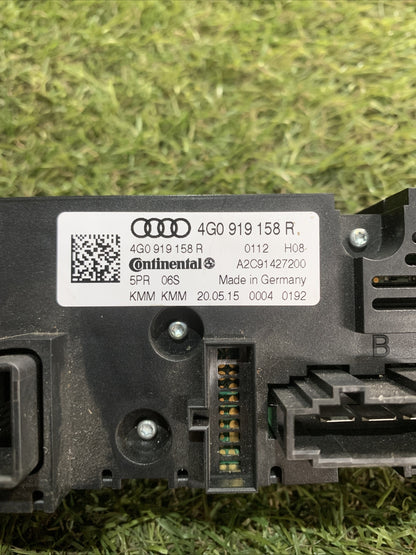 4G0 919 158 R.
4G0 919 158 R 0112 H08
Continental A2C91427200
5PR 06S Made in Germany
KMM KMM 20.05.15 0004 0192
B